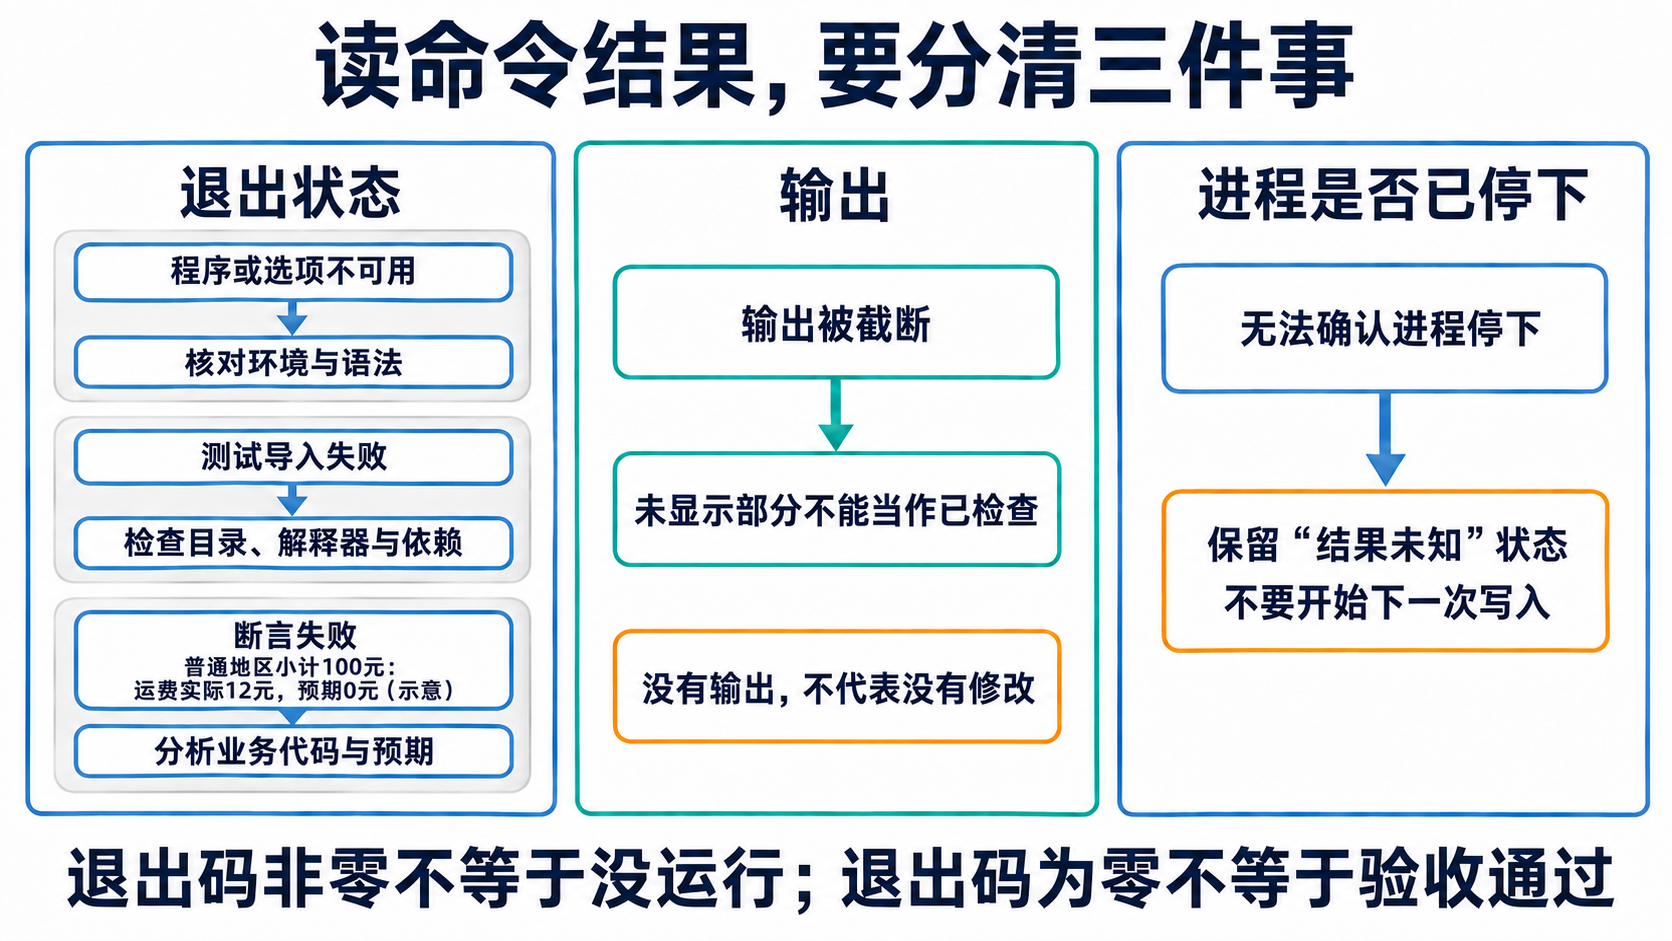 读命令结果，要分清三件事
退出状态
程序或选项不可用
核对环境与语法
测试导入失败
检查目录、解释器与依赖
断言失败
普通地区小计100元：
运费实际12元，预期0元（示意）
分析业务代码与预期
输出
输出被截断
未显示部分不能当作已检查
没有输出，不代表没有修改
进程是否已停下
无法确认进程停下
保留“结果未知”状态
不要开始下一次写入
退出码非零不等于没运行；退出码为零不等于验收通过